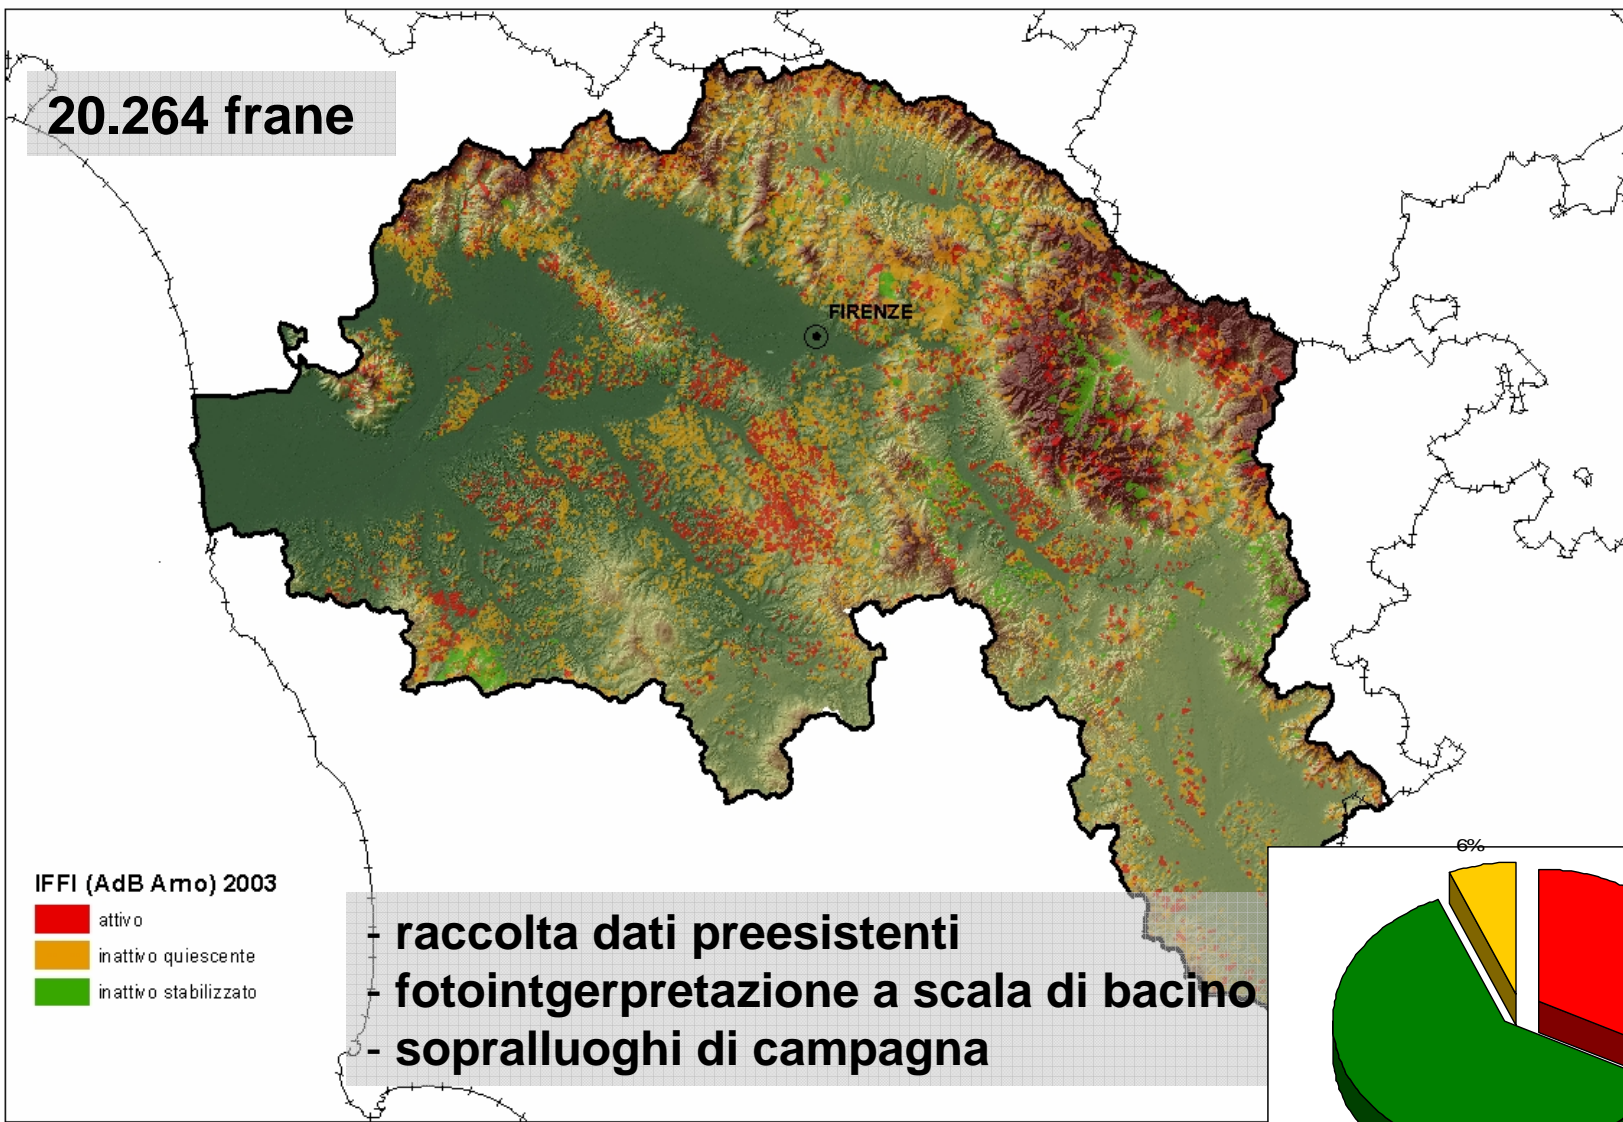 20.264 frane
FIRENZE
IFFI (AdB Arno) 2003
attivo
inattivo quiescente
inattivo stabilizzato
- raccolta dati preesistenti
- fotointgerpretazione a scala di bacino
- sopralluoghi di campagna
6%